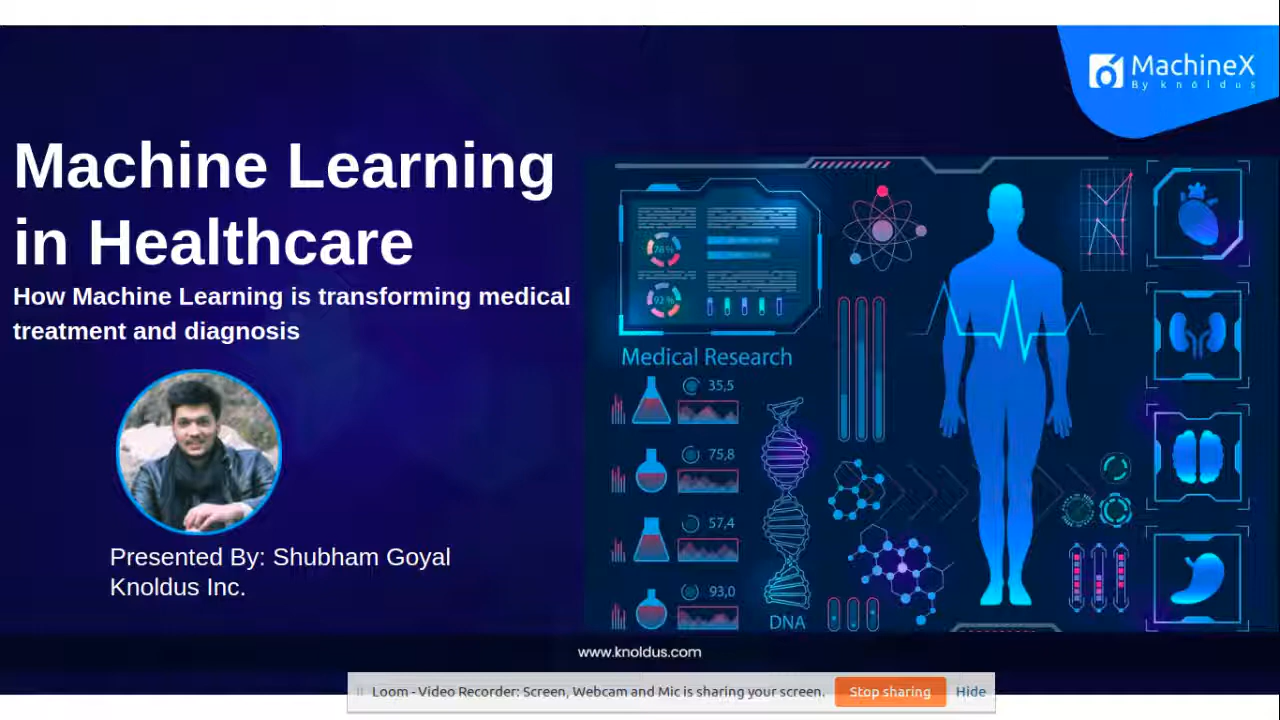 MachineX
By knoldus
Machine Learning
in Healthcare
How Machine Learning is transforming medical
treatment and diagnosis
Presented By: Shubham Goyal
Knoldus Inc.
78%
92%
Medical Research
35,5
75,8
57,4
93,0
DNA
www.knoldus.com
Loom - Video Recorder: Screen, Webcam and Mic is sharing your screen. Stop sharing Hide